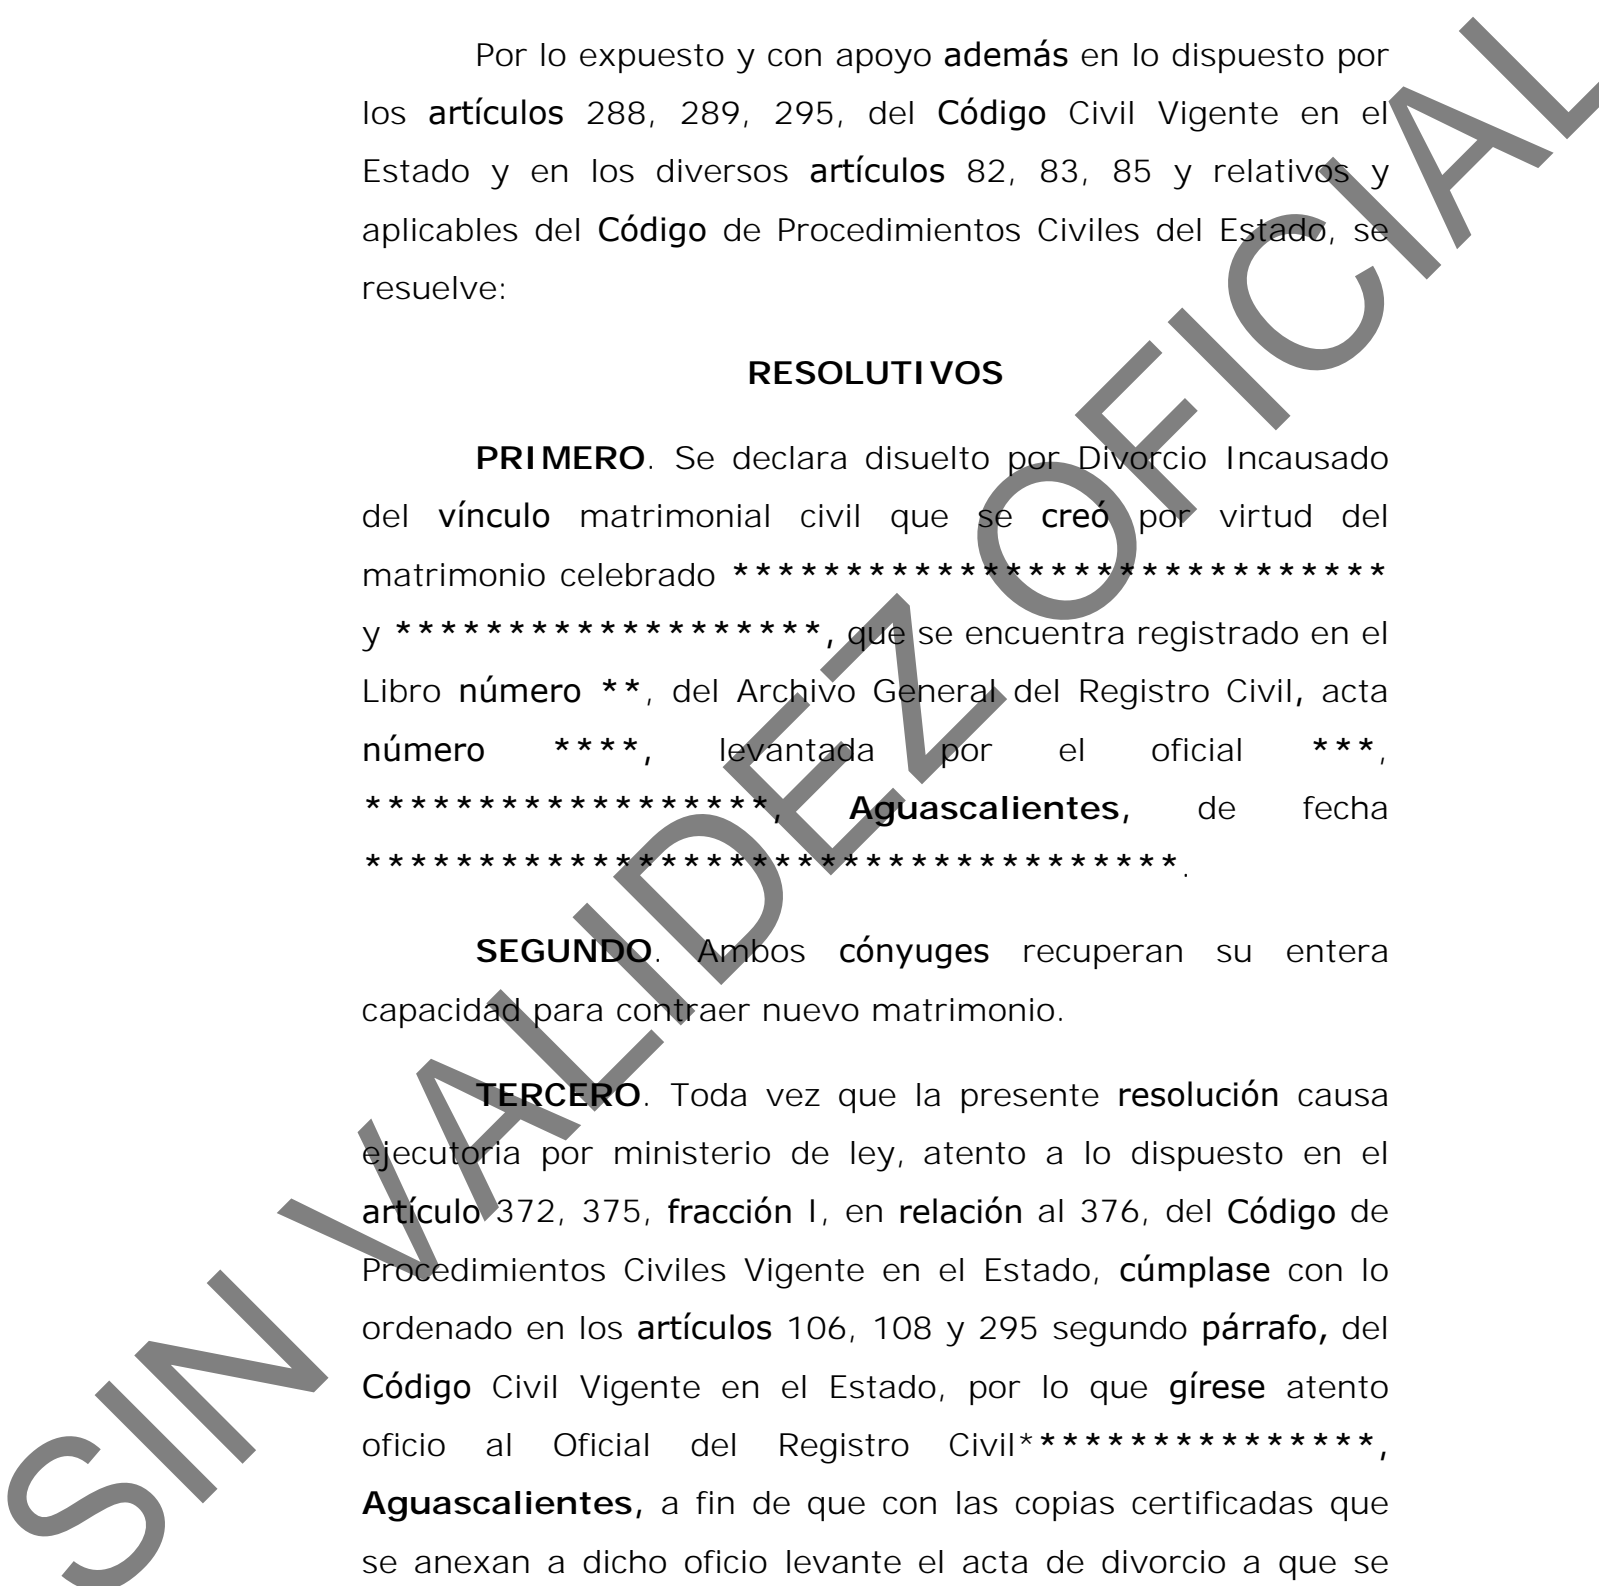 Por lo expuesto y con apoyo además en lo dispuesto por
los artículos 288, 289, 295, del Código Civil Vigente en el
Estado y en los diversos artículos 82, 83, 85 y relativos y
aplicables del Código de Procedimientos Civiles del Estado, se
resuelve:
RESOLUTIVOS
PRIMERO. Se declara disuelto por Divorcio Incausado
del vínculo matrimonial civil que se creó por virtud del
matrimonio celebrado *****************************
y *******************, que se encuentra registrado en el
Libro número **, del Archivo General del Registro Civil, acta
número ****, levantada por el oficial ***,
******************, Aguascalientes, de fecha
************************************.
SEGUNDO. Ambos cónyuges recuperan su entera
capacidad para contraer nuevo matrimonio.
TERCERO. Toda vez que la presente resolución causa
ejecutoria por ministerio de ley, atento a lo dispuesto en el
artículo 372, 375, fracción I, en relación al 376, del Código de
Procedimientos Civiles Vigente en el Estado, cúmplase con lo
ordenado en los artículos 106, 108 y 295 segundo párrafo, del
Código Civil Vigente en el Estado, por lo que gírese atento
oficio al Oficial del Registro Civil****************,
Aguascalientes, a fin de que con las copias certificadas que
se anexan a dicho oficio levante el acta de divorcio a que se
SIN VALIDEZ OFICIAL